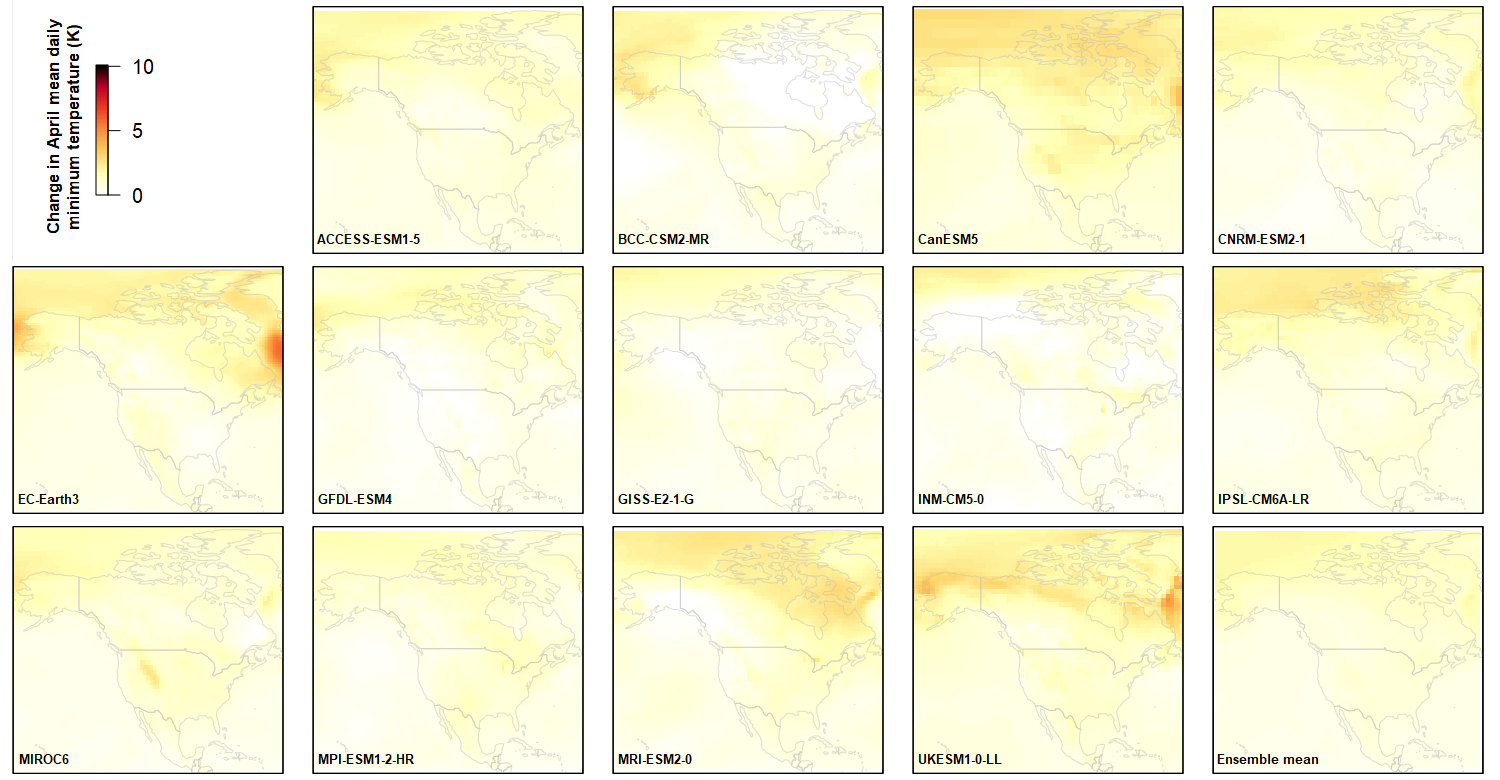 Change in April mean daily
minimum temperature (K)
10
5
0
ACCESS-ESM1-5
BCC-CSM2-MR
CanESM5
CNRM-ESM2-1
EC-Earth3
GFDL-ESM4
GISS-E2-1-G
INM-CM5-0
IPSL-CM6A-LR
MIROC6
MPI-ESM1-2-HR
MRI-ESM2-0
UKESM1-0-LL
Ensemble mean